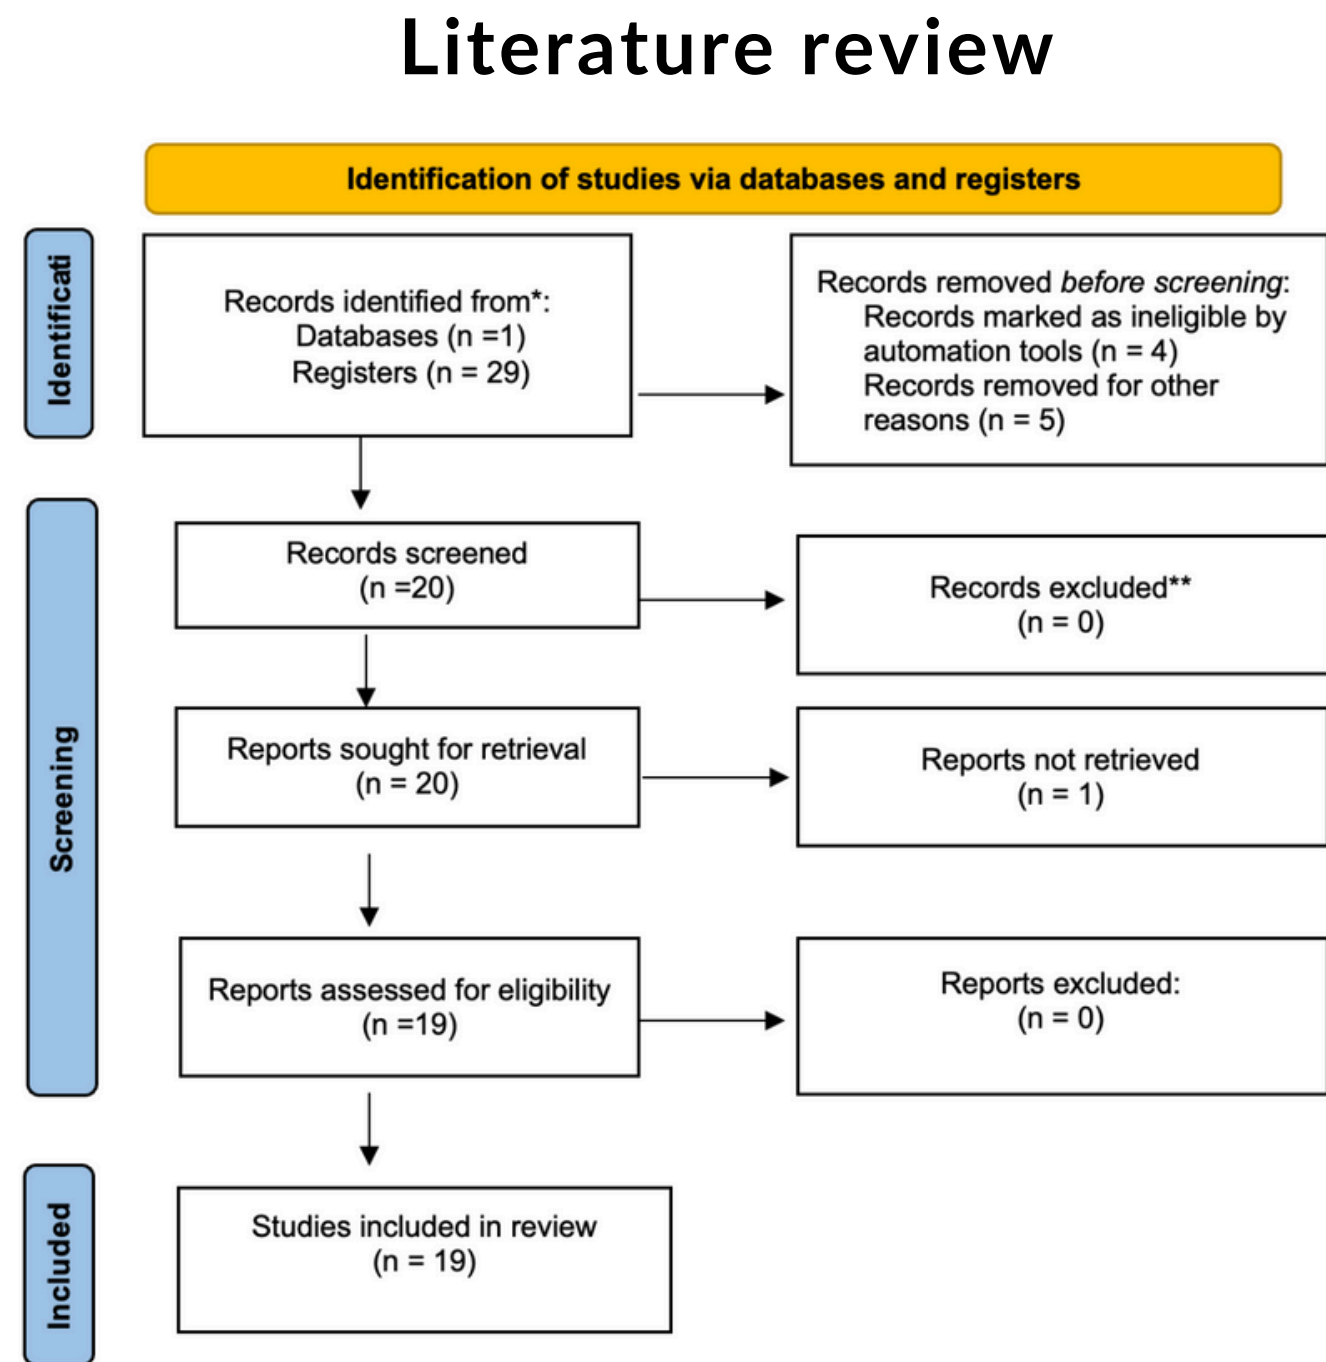 Literature review
Identification of studies via databases and registers
Identificati
Records identified from*:
Databases (n =1)
Registers (n = 29)
Records removed before screening:
Records marked as ineligible by
automation tools (n = 4)
Records removed for other
reasons (n = 5)
Screening
Records screened
(n =20)
Records excluded**
(n = 0)
Reports sought for retrieval
(n = 20)
Reports not retrieved
(n = 1)
Reports assessed for eligibility
(n =19)
Reports excluded:
(n = 0)
Included
Studies included in review
(n = 19)